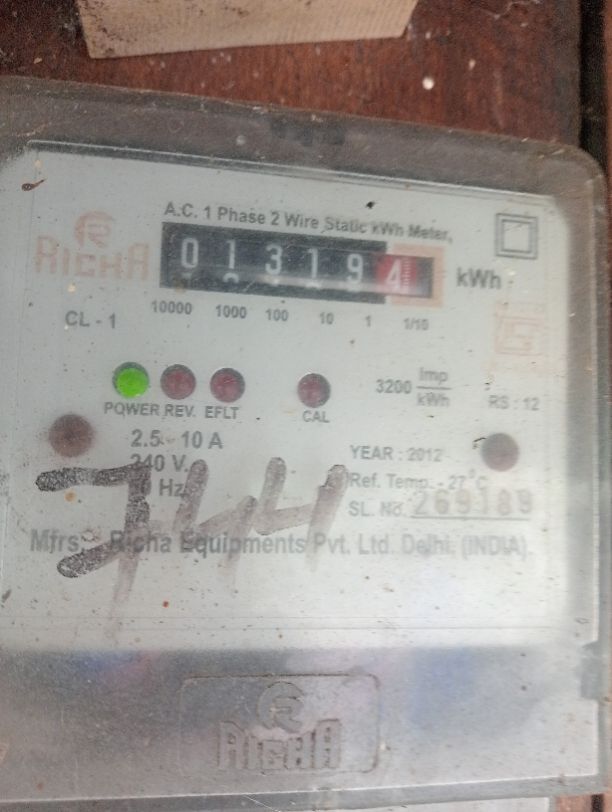 A.C. 1 Phase 2 Wire Static kWh Meter,
RICHA
0 1 3 1 9 4 kWh
CL - 1
10000 1000 100 10 1 1/10
3200 Imp/kWh
RS : 12
POWER REV. EFLT CAL
2.5 - 10 A
240 V.
Hz
YEAR : 2012
Ref. Temp. - 27°C
SL. No. 269189
744
Mfrs. Richa Equipments Pvt. Ltd. Delhi. (INDIA).
RICHA